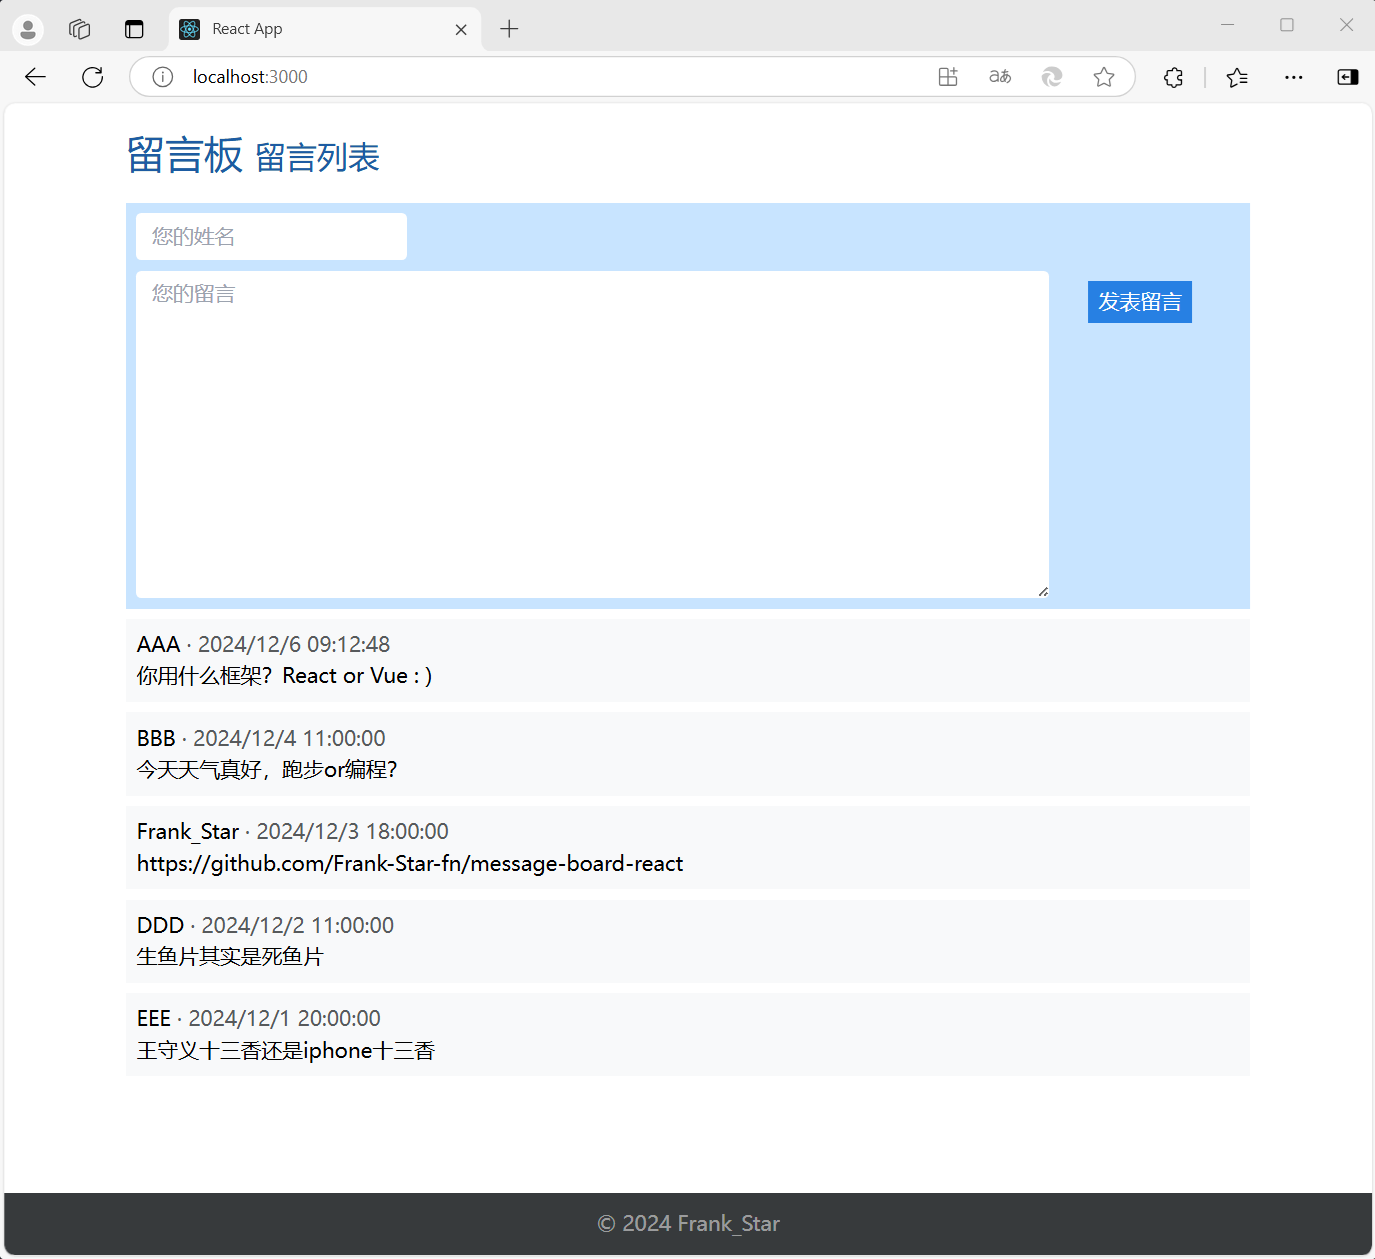 React App
localhost:3000
aあ
留言板 留言列表
您的姓名
您的留言
发表留言
AAA · 2024/12/6 09:12:48
你用什么框架？React or Vue : )
BBB · 2024/12/4 11:00:00
今天天气真好，跑步or编程？
Frank_Star · 2024/12/3 18:00:00
https://github.com/Frank-Star-fn/message-board-react
DDD · 2024/12/2 11:00:00
生鱼片其实是死鱼片
EEE · 2024/12/1 20:00:00
王守义十三香还是iphone十三香
© 2024 Frank_Star